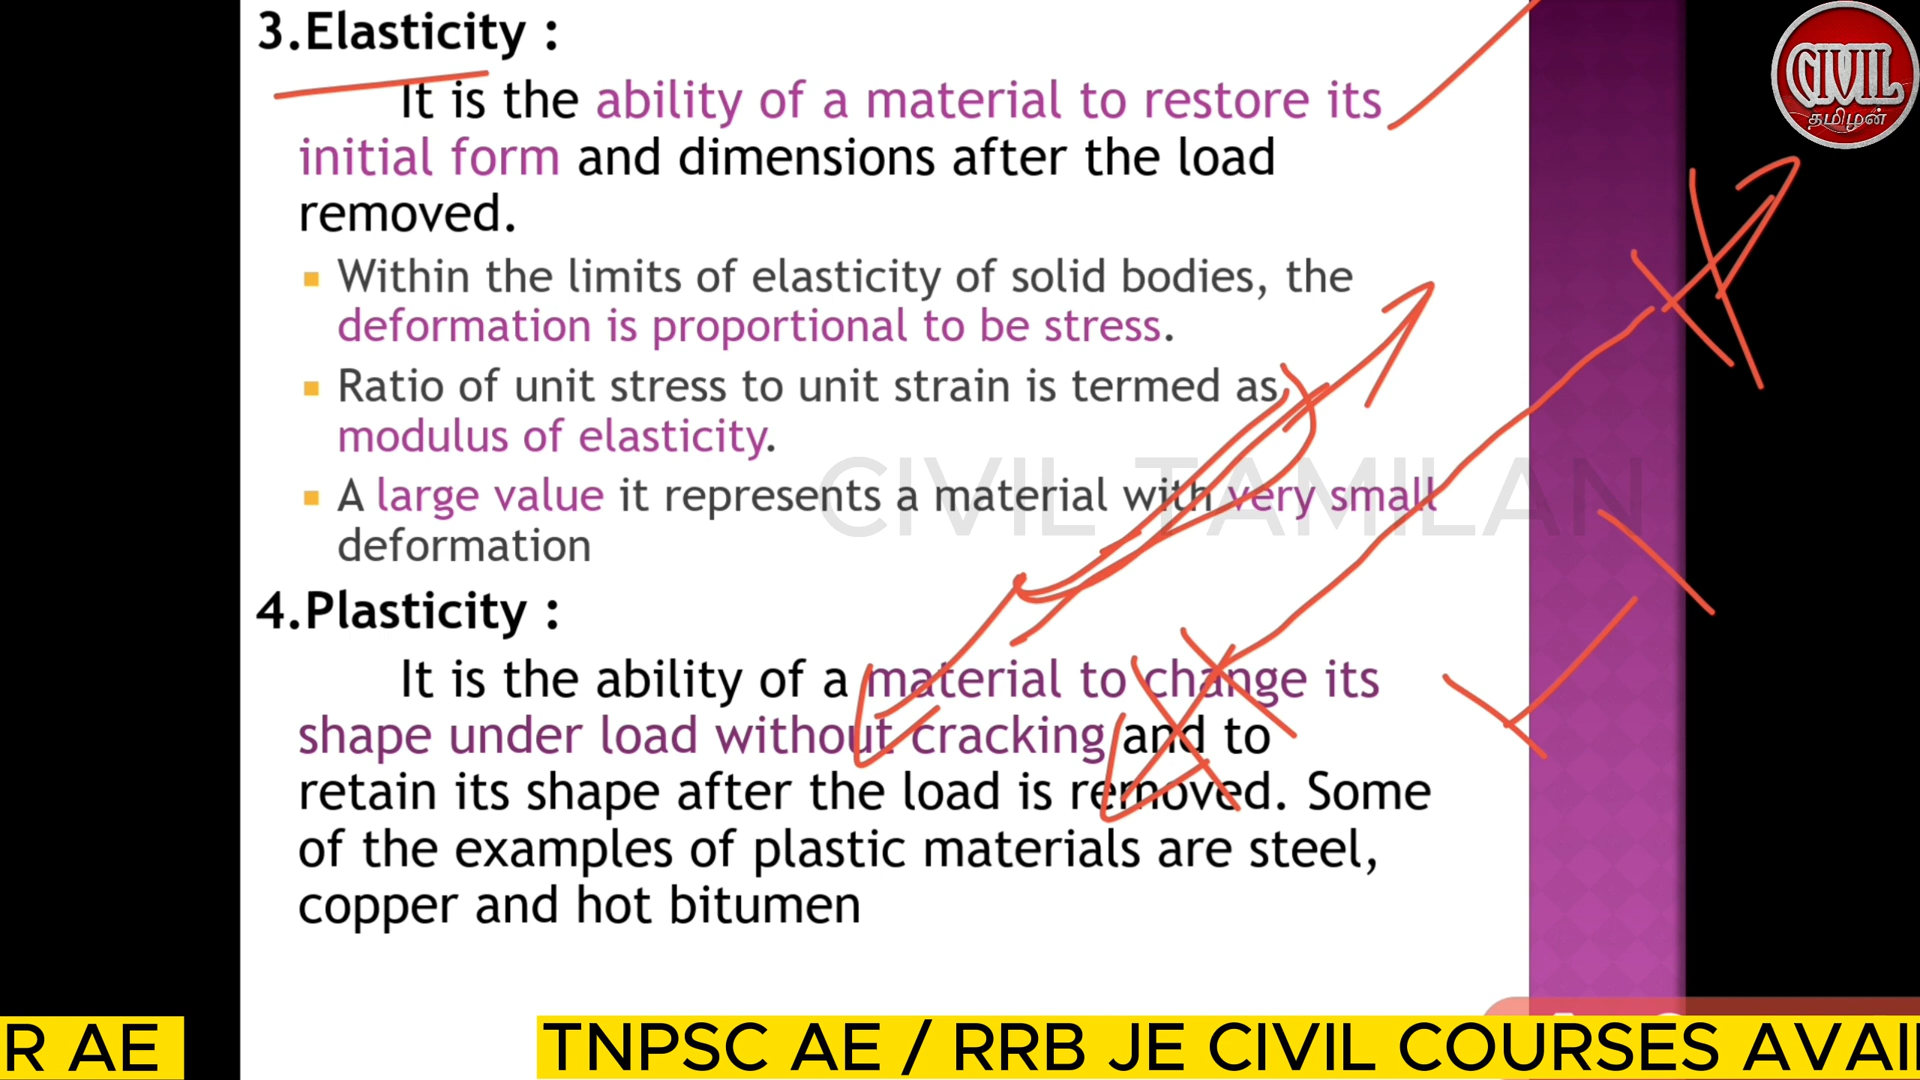 3.Elasticity :
It is the ability of a material to restore its
initial form and dimensions after the load
removed.
Within the limits of elasticity of solid bodies, the
deformation is proportional to be stress.
Ratio of unit stress to unit strain is termed as
modulus of elasticity.
A large value it represents a material with very small
deformation
4.Plasticity :
It is the ability of a material to change its
shape under load without cracking and to
retain its shape after the load is removed. Some
of the examples of plastic materials are steel,
copper and hot bitumen
CIVIL
தமிழன்
CIVIL TAMILAN
R AE
TNPSC AE / RRB JE CIVIL COURSES AVAI